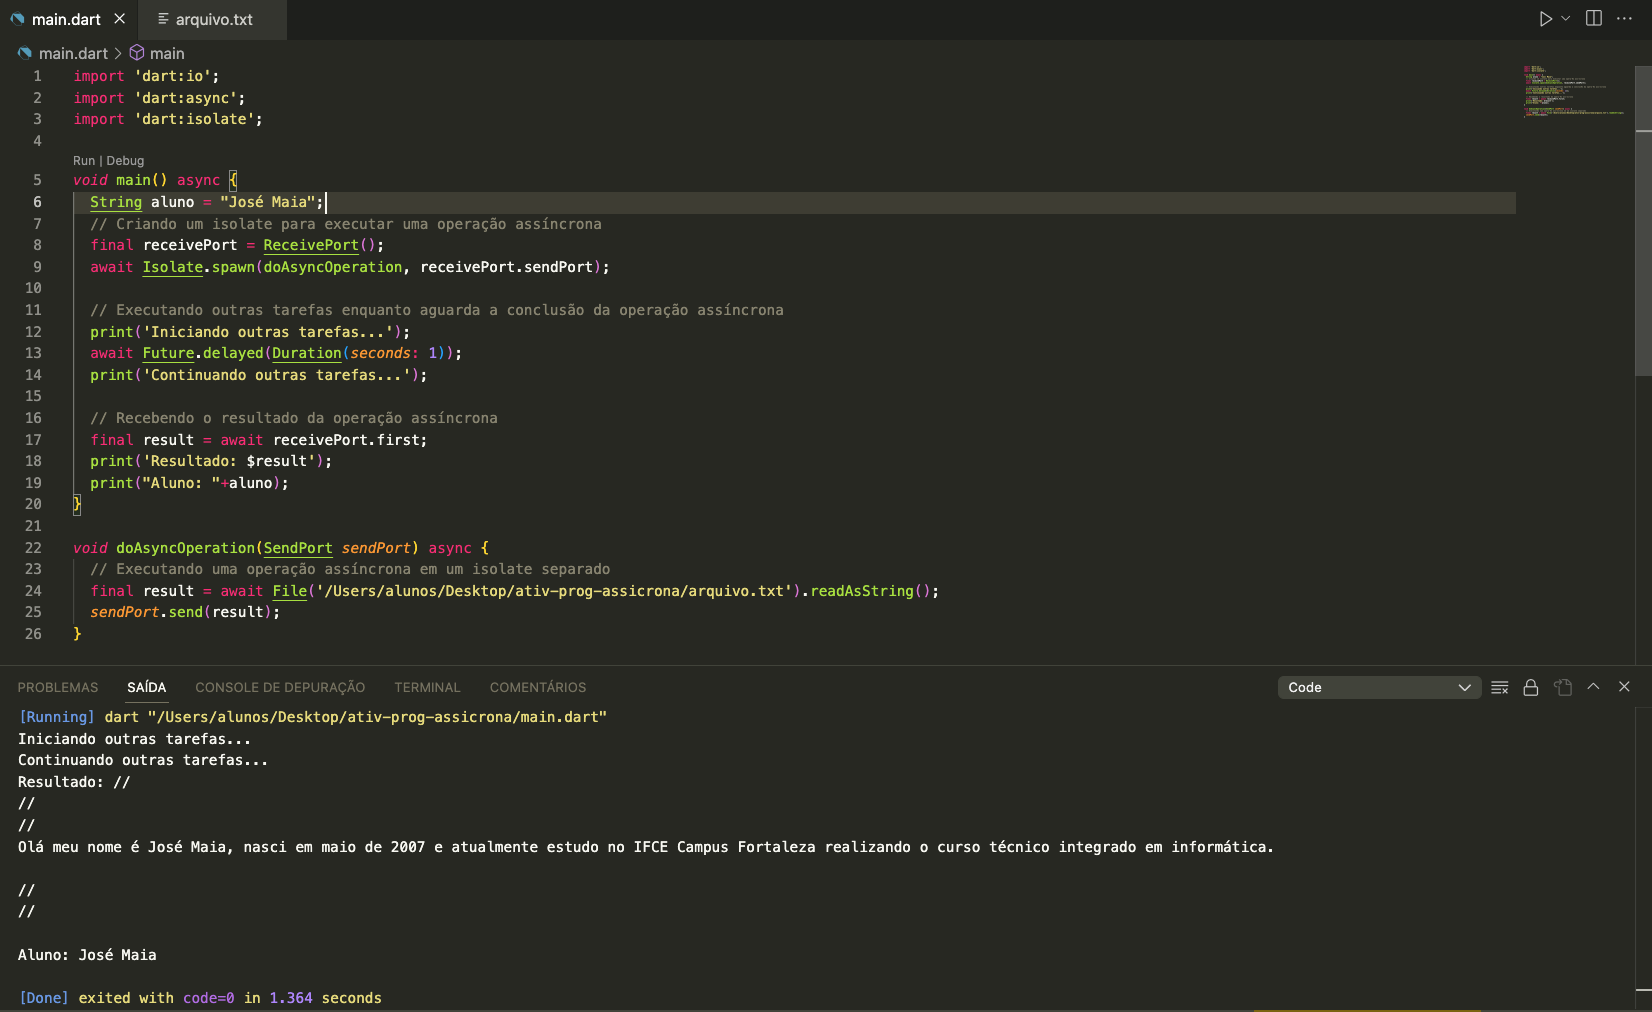 main.dart
arquivo.txt
main.dart > main
1 import 'dart:io';
2 import 'dart:async';
3 import 'dart:isolate';
4
Run | Debug
5 void main() async {
6 String aluno = "José Maia";
7 // Criando um isolate para executar uma operação assíncrona
8 final receivePort = ReceivePort();
9 await Isolate.spawn(doAsyncOperation, receivePort.sendPort);
10
11 // Executando outras tarefas enquanto aguarda a conclusão da operação assíncrona
12 print('Iniciando outras tarefas...');
13 await Future.delayed(Duration(seconds: 1));
14 print('Continuando outras tarefas...');
15
16 // Recebendo o resultado da operação assíncrona
17 final result = await receivePort.first;
18 print('Resultado: $result');
19 print("Aluno: "+aluno);
20 }
21
22 void doAsyncOperation(SendPort sendPort) async {
23 // Executando uma operação assíncrona em um isolate separado
24 final result = await File('/Users/alunos/Desktop/ativ-prog-assicrona/arquivo.txt').readAsString();
25 sendPort.send(result);
26 }
PROBLEMAS SAÍDA CONSOLE DE DEPURAÇÃO TERMINAL COMENTÁRIOS Code
[Running] dart "/Users/alunos/Desktop/ativ-prog-assicrona/main.dart"
Iniciando outras tarefas...
Continuando outras tarefas...
Resultado: //
//
//
Olá meu nome é José Maia, nasci em maio de 2007 e atualmente estudo no IFCE Campus Fortaleza realizando o curso técnico integrado em informática.
//
//
Aluno: José Maia
[Done] exited with code=0 in 1.364 seconds